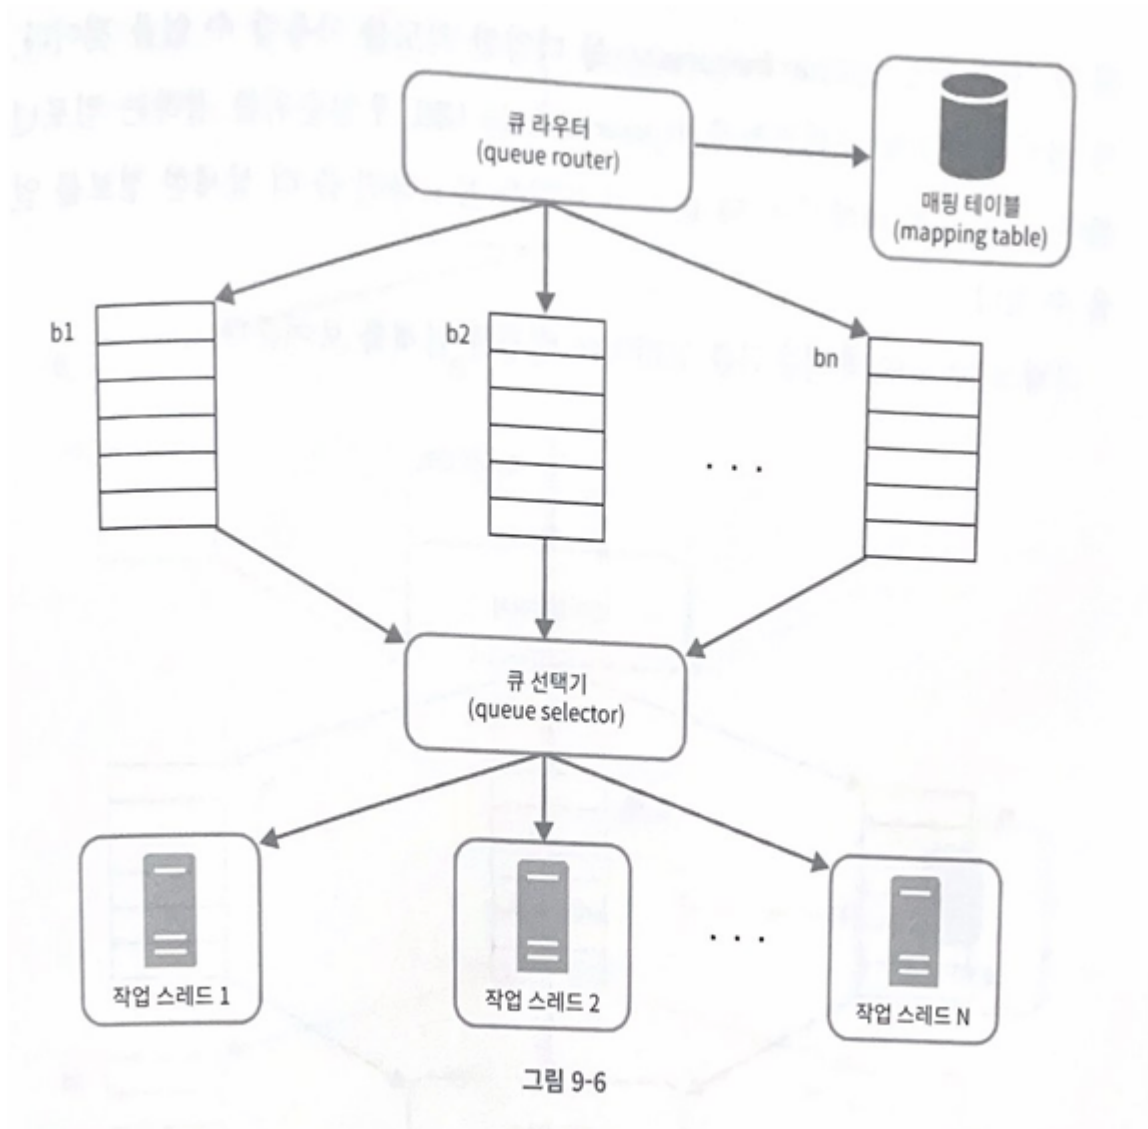 큐 라우터
(queue router)
매핑 테이블
(mapping table)
b1
b2
bn
. . .
큐 선택기
(queue selector)
작업 스레드 1
작업 스레드 2
. . .
작업 스레드 N
그림 9-6